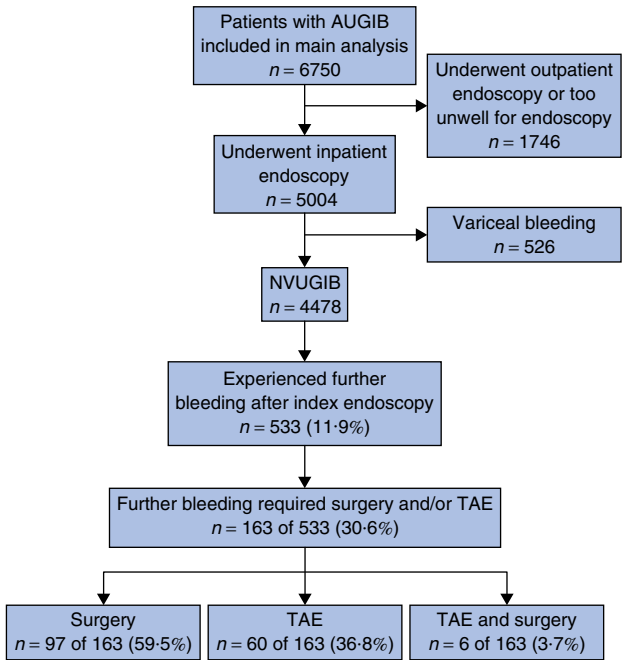 Patients with AUGIB
included in main analysis
n = 6750
Underwent outpatient
endoscopy or too
unwell for endoscopy
n = 1746
Underwent inpatient
endoscopy
n = 5004
Variceal bleeding
n = 526
NVUGIB
n = 4478
Experienced further
bleeding after index endoscopy
n = 533 (11·9%)
Further bleeding required surgery and/or TAE
n = 163 of 533 (30·6%)
Surgery
n = 97 of 163 (59·5%)
TAE
n = 60 of 163 (36·8%)
TAE and surgery
n = 6 of 163 (3·7%)